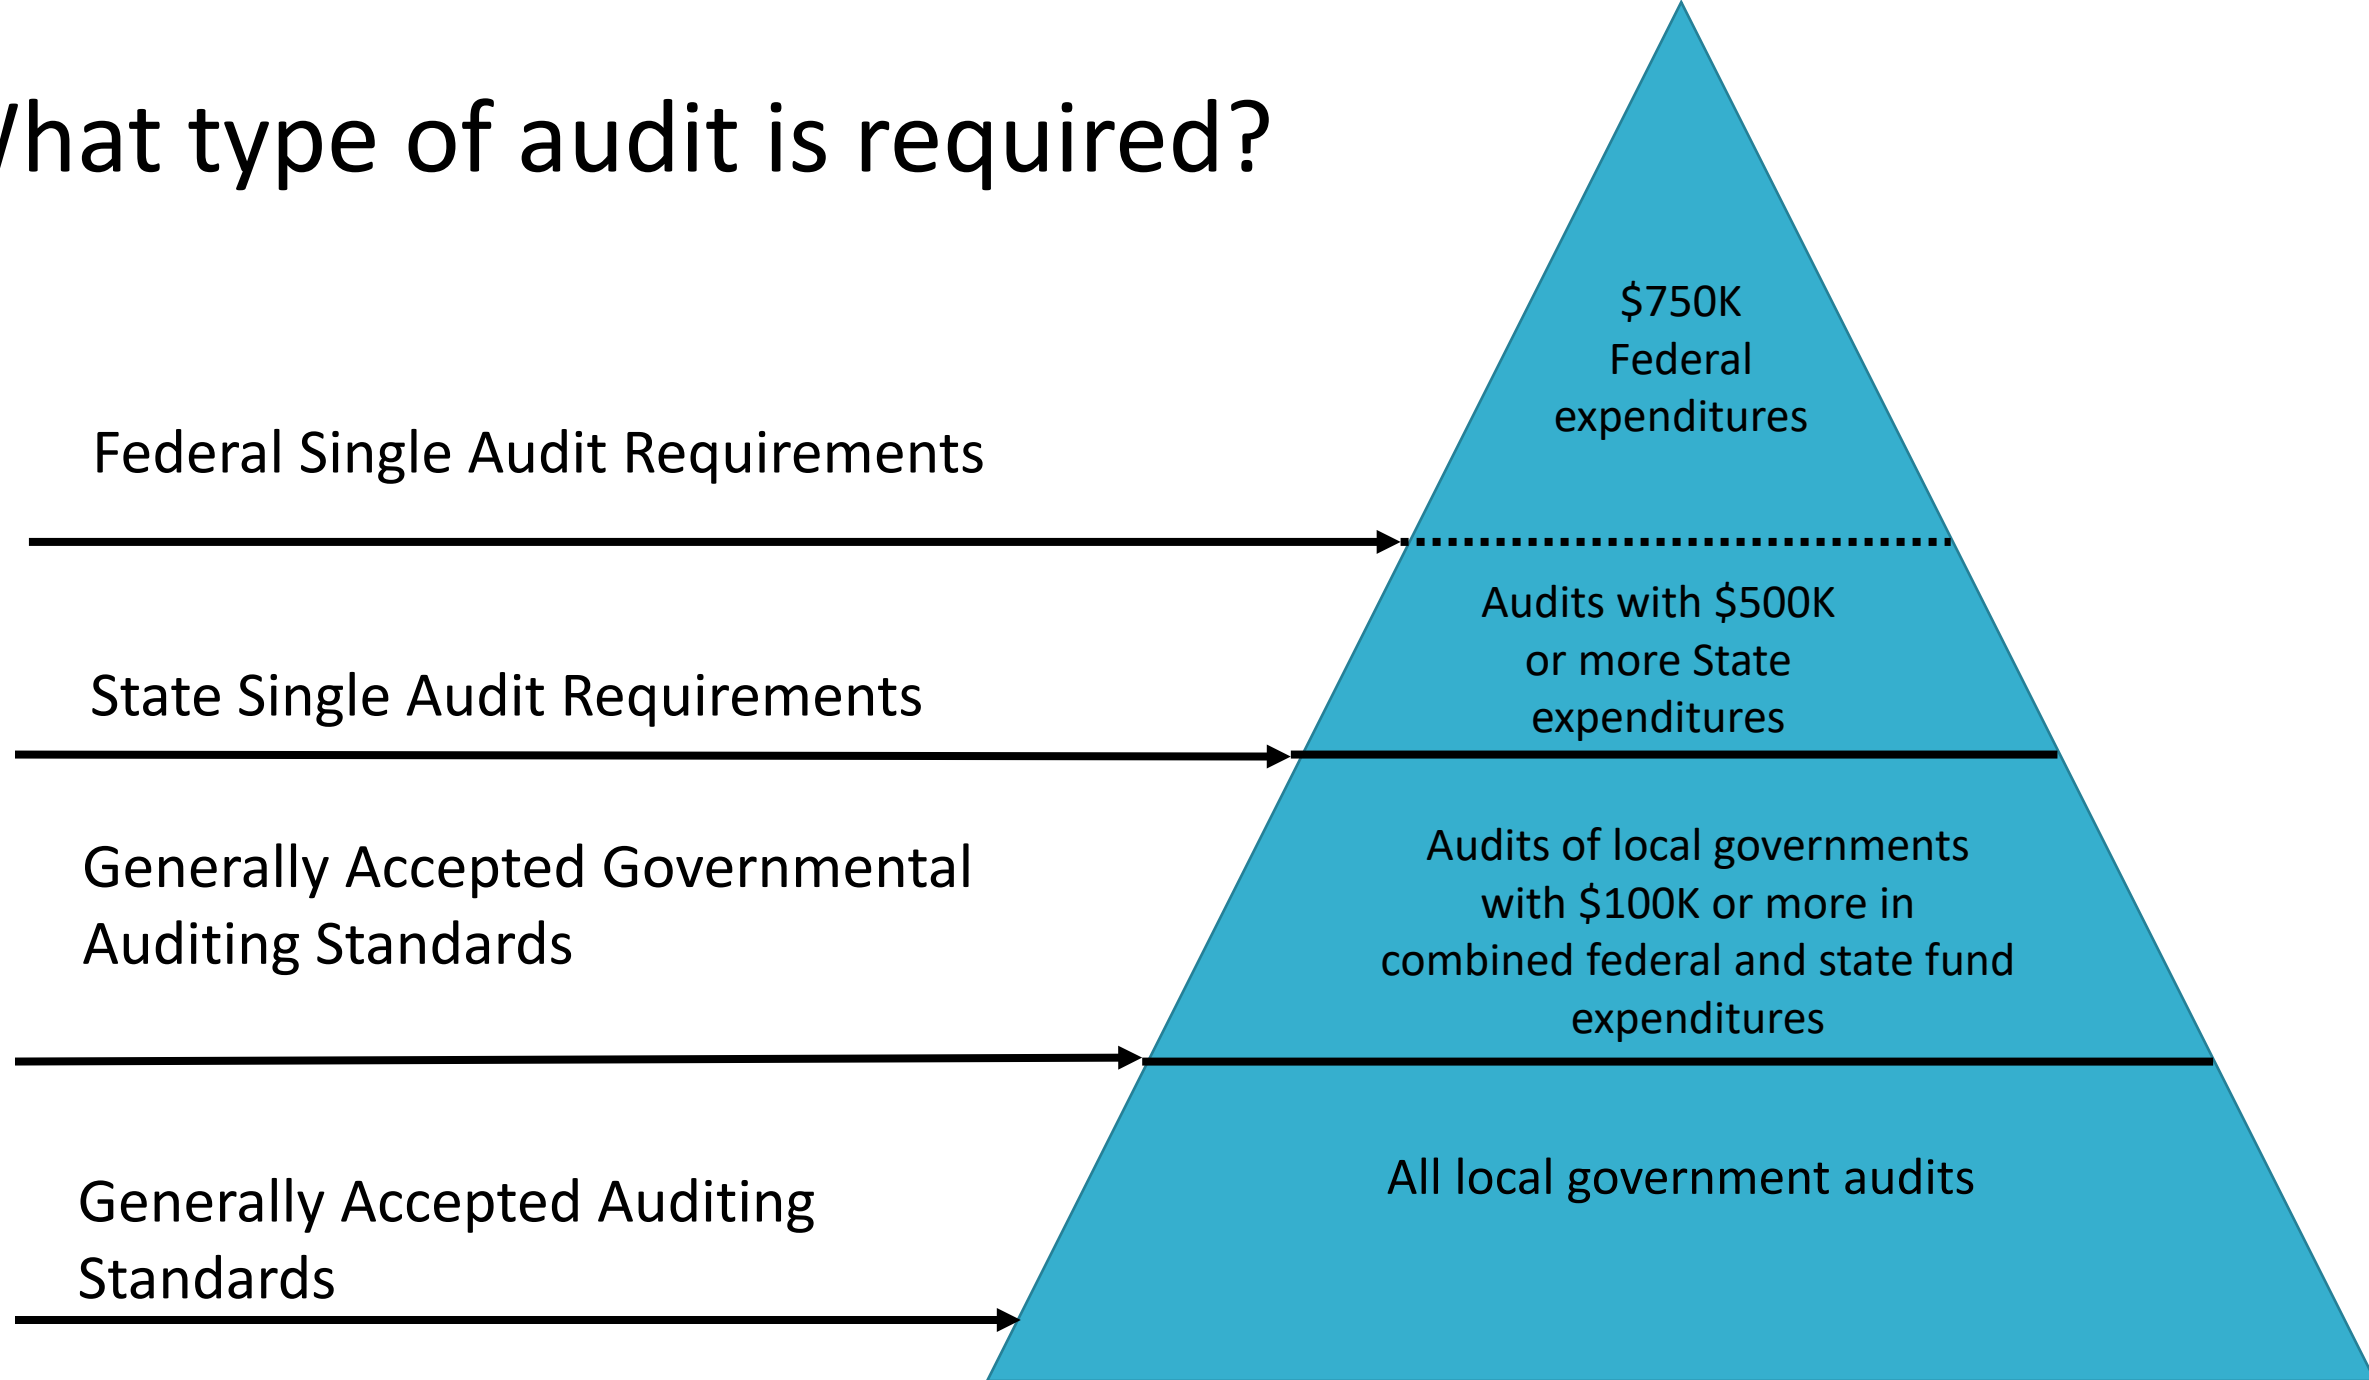 What type of audit is required?
$750K
Federal
expenditures
Federal Single Audit Requirements
Audits with $500K
or more State
expenditures
State Single Audit Requirements
Audits of local governments
with $100K or more in
combined federal and state fund
expenditures
Generally Accepted Governmental
Auditing Standards
All local government audits
Generally Accepted Auditing
Standards